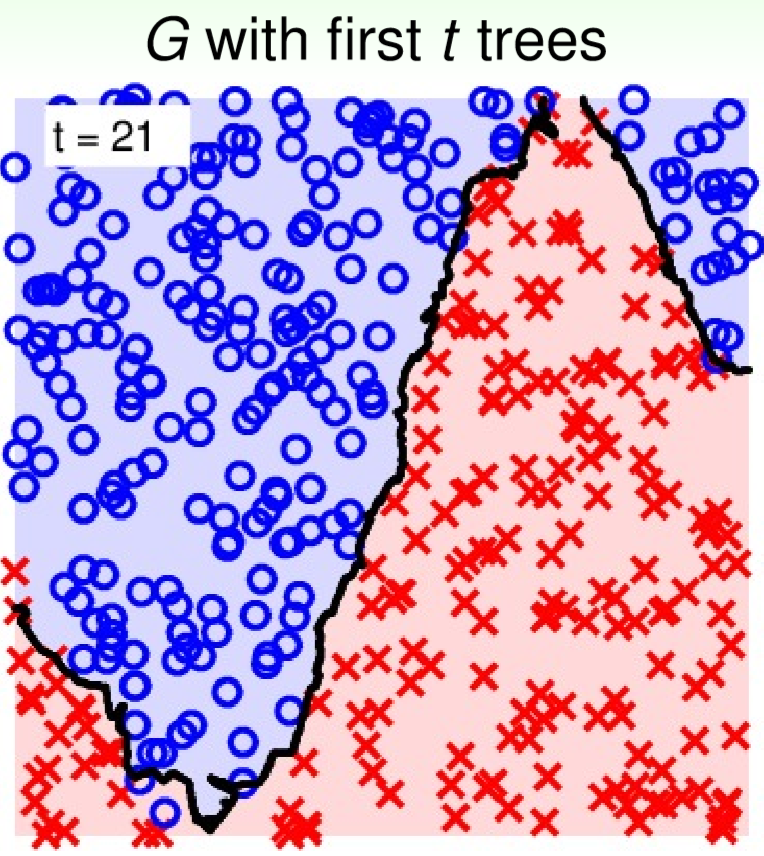 G with first t trees
t = 21